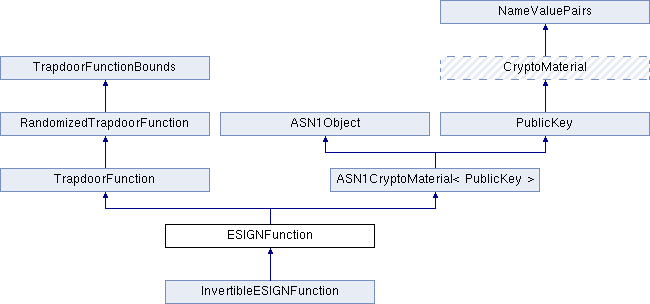 NameValuePairs
TrapdoorFunctionBounds
CryptoMaterial
RandomizedTrapdoorFunction
ASN1Object
PublicKey
TrapdoorFunction
ASN1CryptoMaterial< PublicKey >
ESIGNFunction
InvertibleESIGNFunction